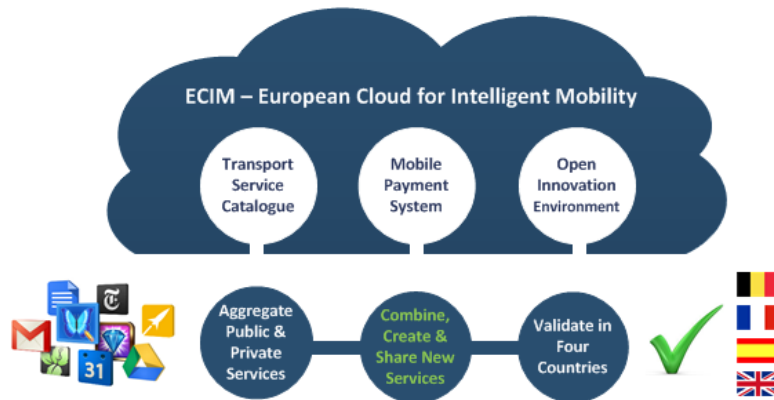 ECIM – European Cloud for Intelligent Mobility
Transport
Service
Catalogue
Mobile
Payment
System
Open
Innovation
Environment
Aggregate
Public &
Private
Services
Combine,
Create &
Share New
Services
Validate in
Four
Countries
T
M
31